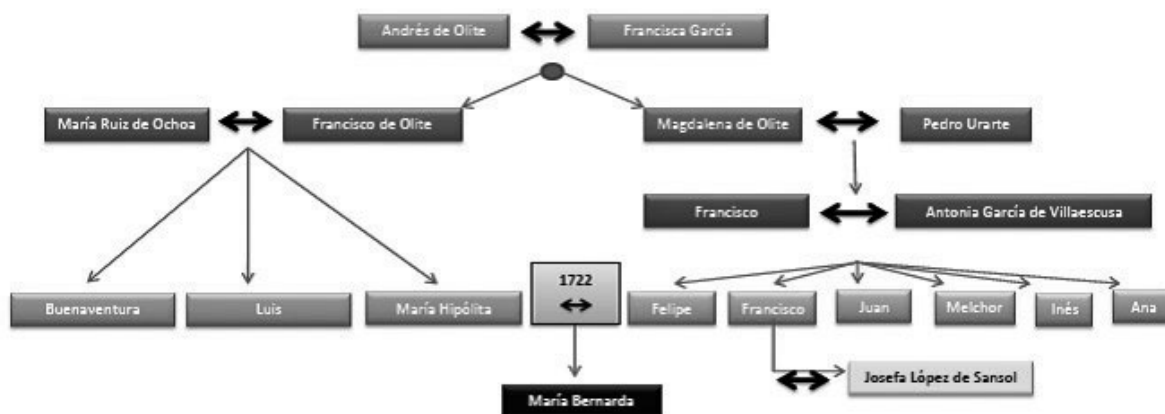 Andrés de Olite
Francisca García
María Ruiz de Ochoa
Francisco de Olite
Magdalena de Olite
Pedro Urarte
Francisco
Antonia García de Villaescusa
1722
Buenaventura
Luis
María Hipólita
Felipe
Francisco
Juan
Melchor
Inés
Ana
Josefa López de Sansol
María Bernarda